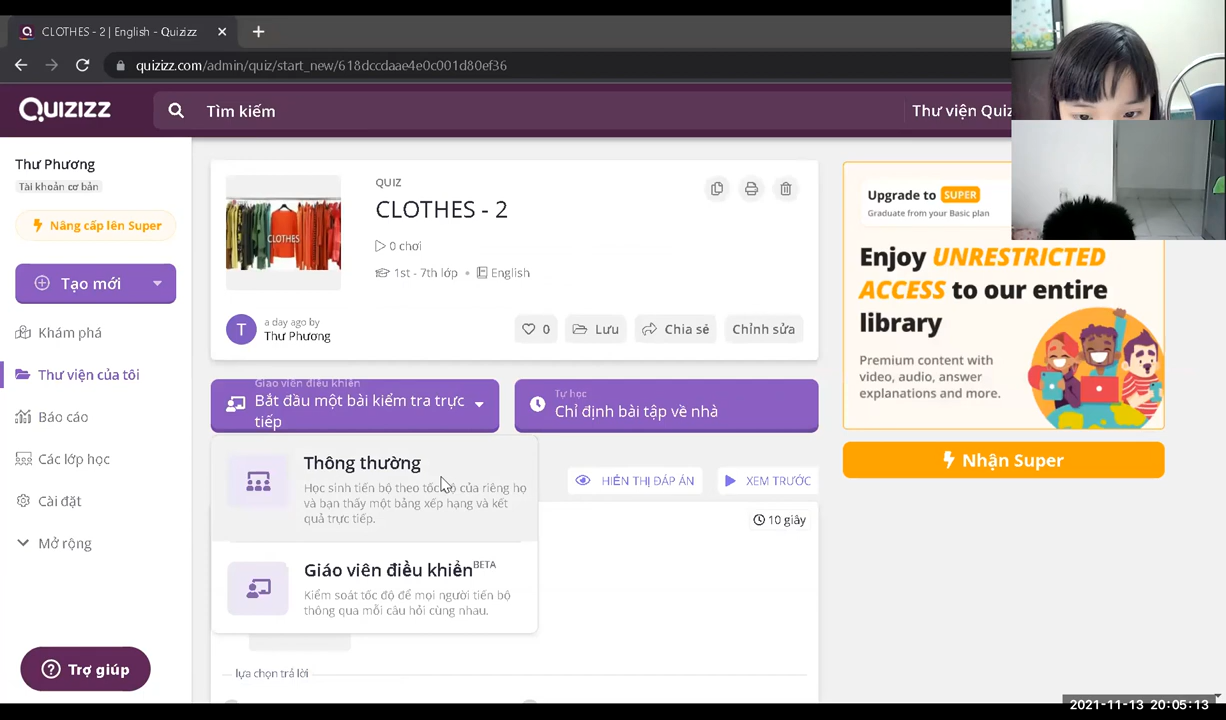 CLOTHES - 2 | English - Quizizz
quizizz.com/admin/quiz/start_new/618dccdaae4e0c001d80ef36
QUIZIZZ
Tìm kiếm
Thư viện Quiz
Thư Phương
Tài khoản cơ bản
Nâng cấp lên Super
Tạo mới
Khám phá
Thư viện của tôi
Báo cáo
Các lớp học
Cài đặt
Mở rộng
Trợ giúp
CLOTHES
QUIZ
CLOTHES - 2
0 chơi
1st - 7th lớp • English
T
a day ago by
Thư Phương
0
Lưu
Chia sẻ
Chỉnh sửa
Giáo viên điều khiển
Bắt đầu một bài kiểm tra trực
tiếp
Tự học
Chỉ định bài tập về nhà
Thông thường
Học sinh tiến bộ theo tốc độ của riêng họ
và bạn thấy một bảng xếp hạng và kết
quả trực tiếp.
Giáo viên điều khiển BETA
Kiểm soát tốc độ để mọi người tiến bộ
thông qua mỗi câu hỏi cùng nhau.
HIỂN THỊ ĐÁP ÁN
XEM TRƯỚC
10 giây
lựa chọn trả lời
Upgrade to SUPER
Graduate from your Basic plan
Enjoy UNRESTRICTED
ACCESS to our entire
library
Premium content with
video, audio, answer
explanations and more.
Nhận Super
2021-11-13 20:05:13